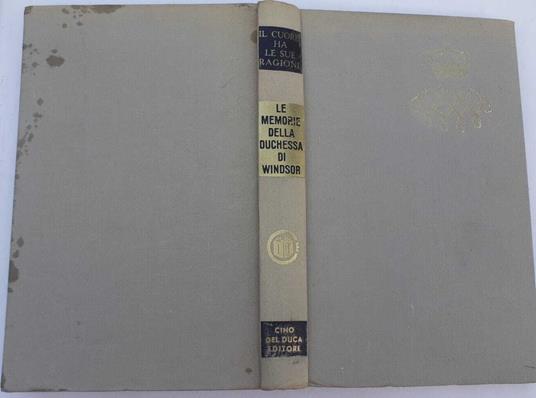 IL CUORE
HA
LE SUE
RAGIONI
LE
MEMORIE
DELLA
DUCHESSA
DI
WINDSOR
CINO
DEL DUCA
EDITORE